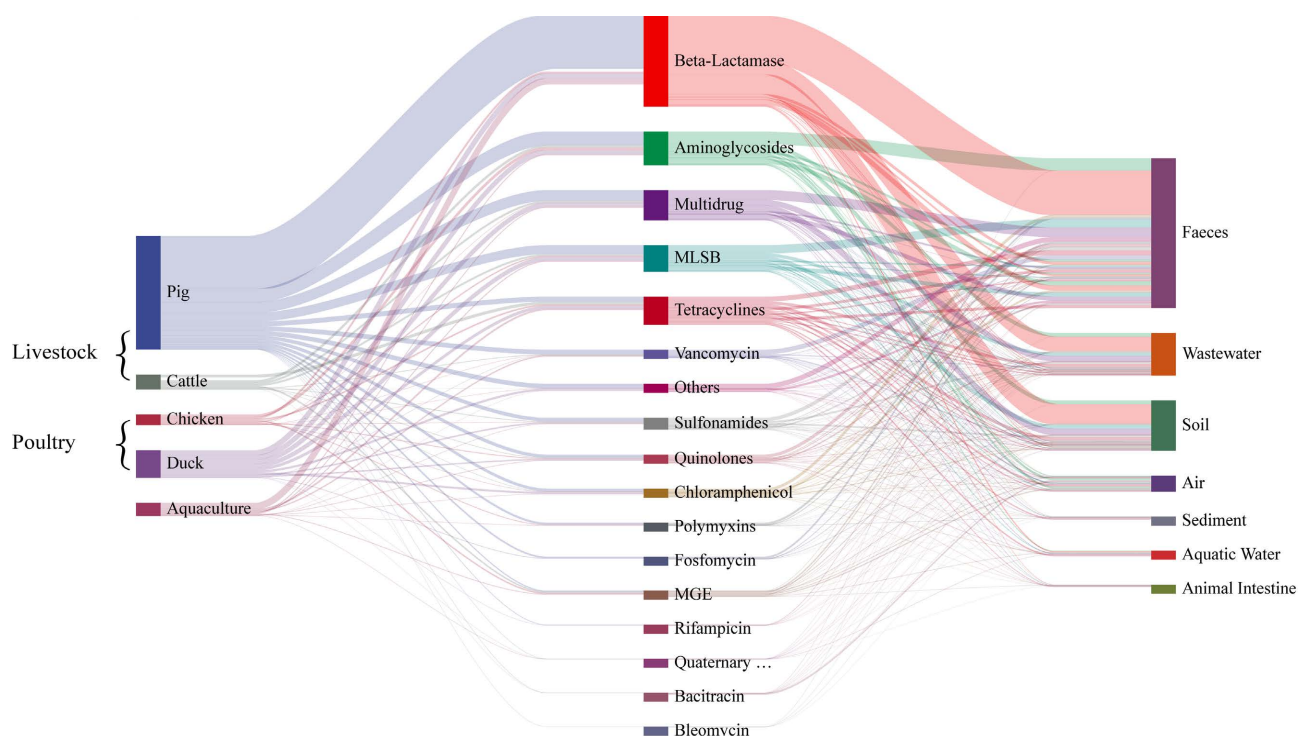 Livestock
Poultry
Pig
Cattle
Chicken
Duck
Aquaculture
Beta-Lactamase
Aminoglycosides
Multidrug
MLSB
Tetracyclines
Vancomycin
Others
Sulfonamides
Quinolones
Chloramphenicol
Polymyxins
Fosfomycin
MGE
Rifampicin
Quaternary …
Bacitracin
Bleomycin
Faeces
Wastewater
Soil
Air
Sediment
Aquatic Water
Animal Intestine